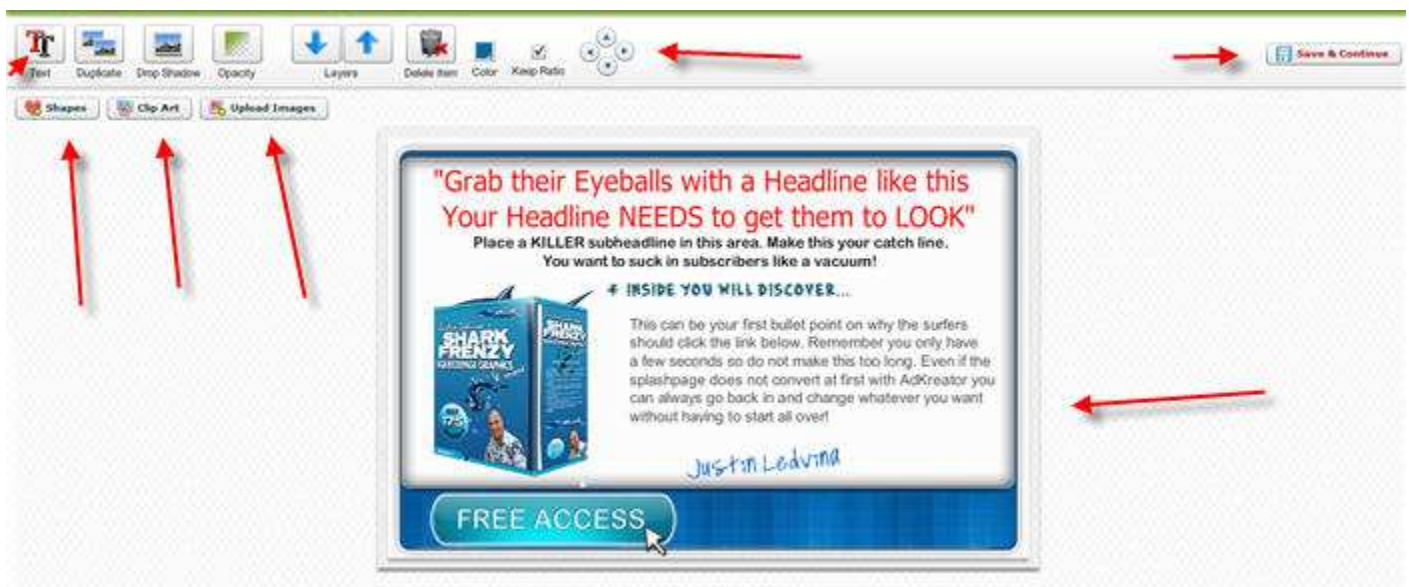 Text Duplicate Drop Shadow Opacity Layers Delete Item Color Keep Ratio Save & Continue
Shapes Clip Art Upload Images
"Grab their Eyeballs with a Headline like this
Your Headline NEEDS to get them to LOOK"
Place a KILLER subheadline in this area. Make this your catch line.
You want to suck in subscribers like a vacuum!
INSIDE YOU WILL DISCOVER...
This can be your first bullet point on why the surfers
should click the link below. Remember you only have
a few seconds so do not make this too long. Even if the
splashpage does not convert at first with AdKreator you
can always go back in and change whatever you want
without having to start all over!
SHARK
FRENZY
SHARK
FRENZY
Justin Ledvina
FREE ACCESS